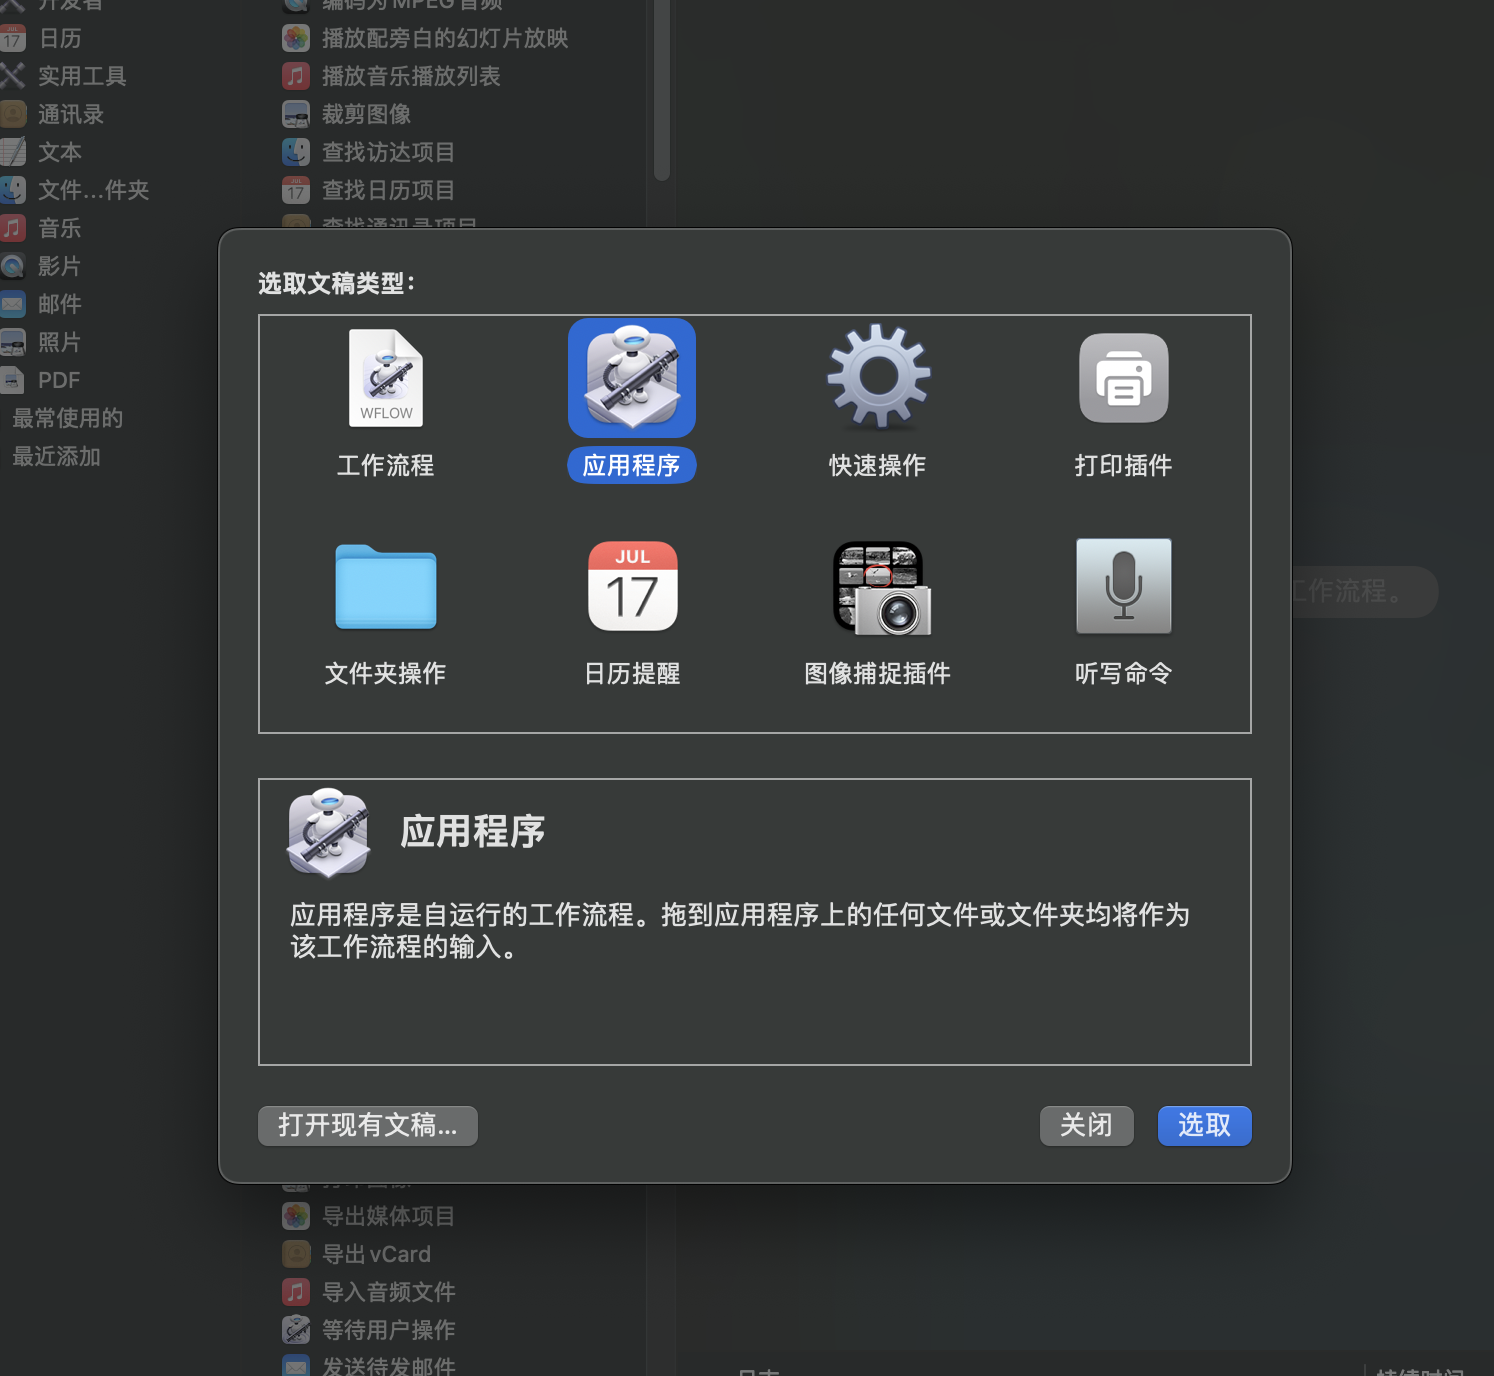 开发者
日历
实用工具
通讯录
文本
文件...件夹
音乐
影片
邮件
照片
PDF
最常使用的
最近添加
编码为 MPEG 音频
播放配旁白的幻灯片放映
播放音乐播放列表
裁剪图像
查找访达项目
查找日历项目
查找通讯录项目
选取文稿类型：
WFLOW
工作流程
应用程序
快速操作
打印插件
JUL
17
文件夹操作
日历提醒
图像捕捉插件
听写命令
工作流程。
应用程序
应用程序是自运行的工作流程。拖到应用程序上的任何文件或文件夹均将作为
该工作流程的输入。
打开现有文稿...
关闭
选取
打印图像
导出媒体项目
导出 vCard
导入音频文件
等待用户操作
发送待发邮件
日志
持续时间